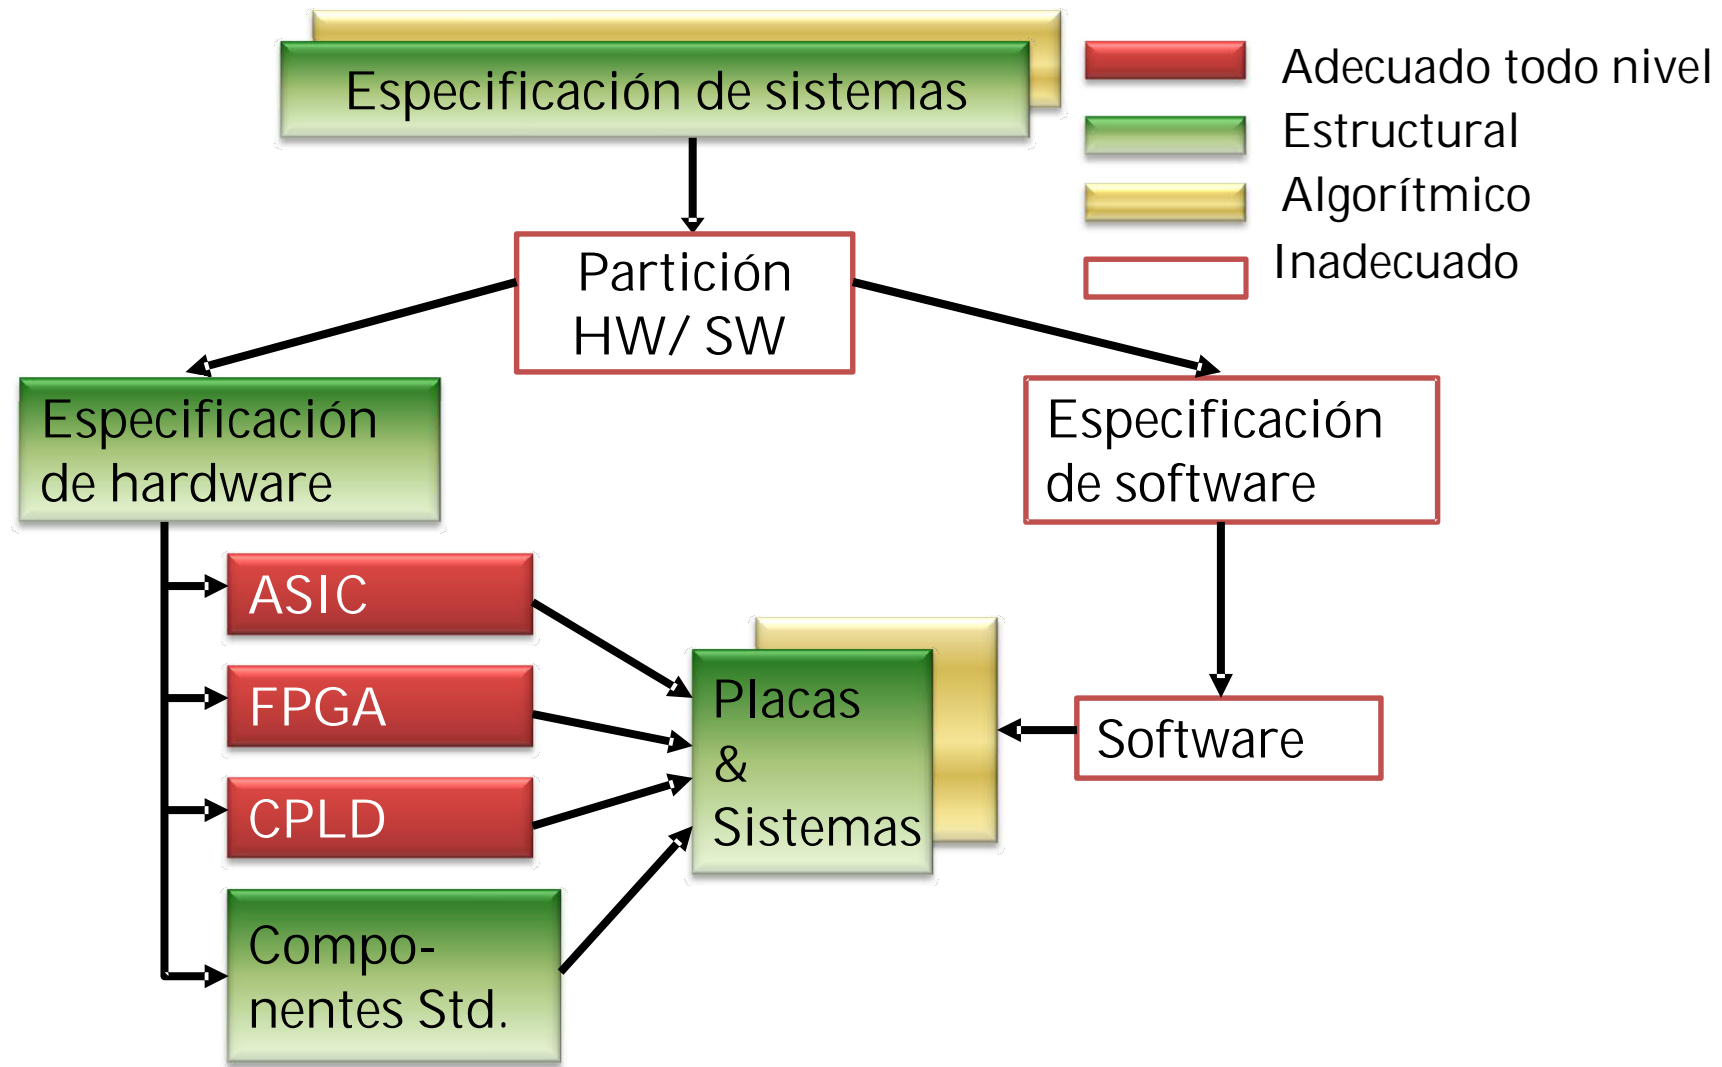 Especificación de sistemas
Adecuado todo nivel
Estructural
Algorítmico
Inadecuado
Partición
HW/ SW
Especificación
de hardware
Especificación
de software
ASIC
FPGA
CPLD
Compo-
nentes Std.
Placas
&
Sistemas
Software